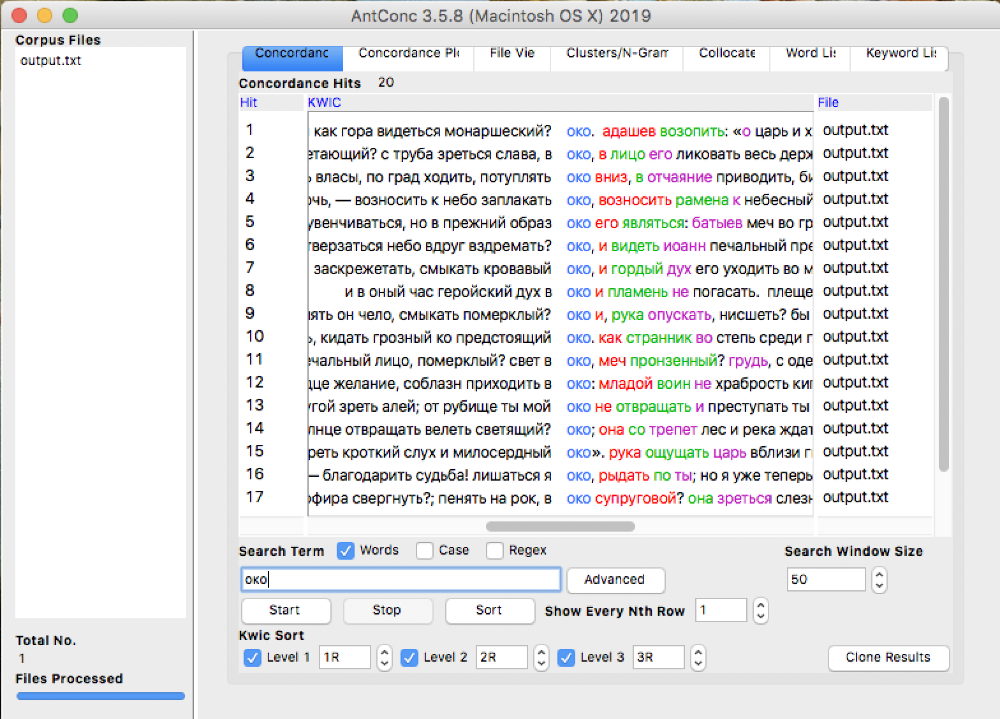 AntConc 3.5.8 (Macintosh OS X) 2019
Corpus Files
output.txt
Concordanc Concordance Plo File Vie Clusters/N-Gram Collocate Word Lis Keyword Lis
Concordance Hits 20
Hit KWIC File
1 как гора видеться монаршеский? око. адашев возопить: «о царь и х output.txt
2 етающий? с труба зреться слава, в око, в лицо его ликовать весь держ output.txt
3 ь власы, по град ходить, потуплять око вниз, в отчаяние приводить, би output.txt
4 очь, — возносить к небо заплакать око, возносить рамена к небесный output.txt
5 увенчиваться, но в прежний образ око его являться: батыев меч во гр output.txt
6 тверзаться небо вдруг вздремать? око, и видеть иоанн печальный пре output.txt
7 заскрежетать, смыкать кровавый око, и гордый дух его уходить во м output.txt
8 и в оный час геройский дух в око и пламень не погасать. плеще output.txt
9 лять он чело, смыкать померклый? око и, рука опускать, нисшеть? бы output.txt
10 ь, кидать грозный ко предстоящий око. как странник во степь среди г output.txt
11 ечальный лицо, померклый? свет в око, меч пронзенный? грудь, с оде output.txt
12 дце желание, соблазн приходить в око: младой воин не храбрость кип output.txt
13 угой зреть алей; от рубище ты мой око не отвращать и преступать ты output.txt
14 лнце отвращать велеть светящий? око; она со трепет лес и река ждат output.txt
15 реть кроткий слух и милосердный око». рука ощущать царь вблизи output.txt
16 — благодарить судьба! лишаться я око, рыдать по ты; но я уже теперь output.txt
17 фира свергнуть?; пенять на рок, в око супруговой? она зреться слезн output.txt
Search Term Words Case Regex Search Window Size
око Advanced 50
Start Stop Sort Show Every Nth Row 1
Kwic Sort
Level 1 1R Level 2 2R Level 3 3R Clone Results
Total No.
1
Files Processed